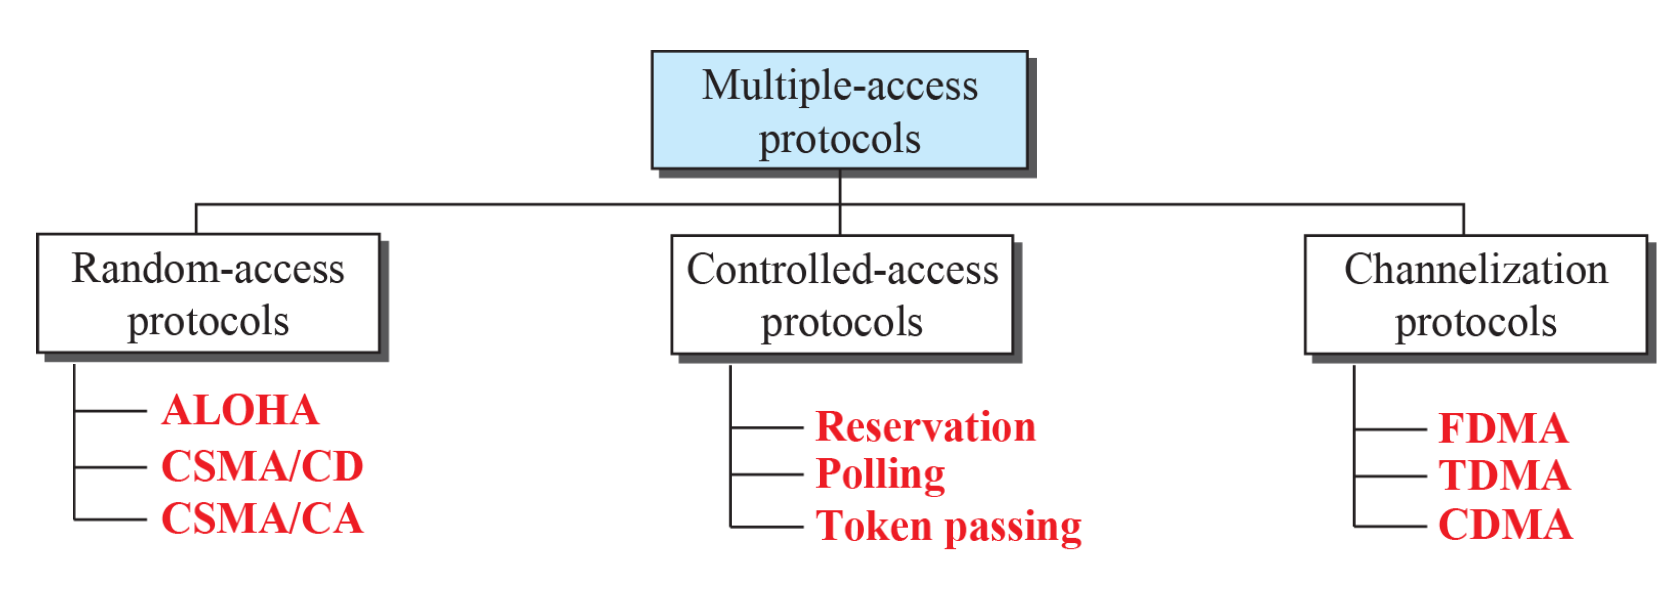 Multiple-access
protocols
Random-access
protocols
ALOHA
CSMA/CD
CSMA/CA
Controlled-access
protocols
Reservation
Polling
Token passing
Channelization
protocols
FDMA
TDMA
CDMA